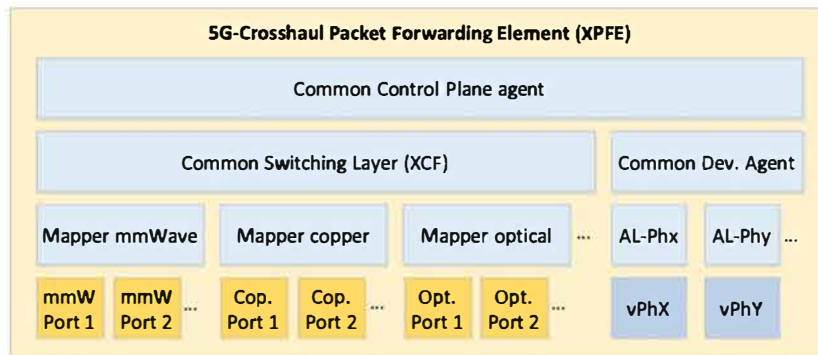 5G-Crosshaul Packet Forwarding Element (XPFE)
Common Control Plane agent
Common Switching Layer (XCF)
Common Dev. Agent
Mapper mmWave
Mapper copper
Mapper optical
...
AL-Phx
AL-Phy
...
mmW
Port 1
mmW
Port 2
...
Cop.
Port 1
Cop.
Port 2
...
Opt.
Port 1
Opt.
Port 2
...
vPhX
vPhY